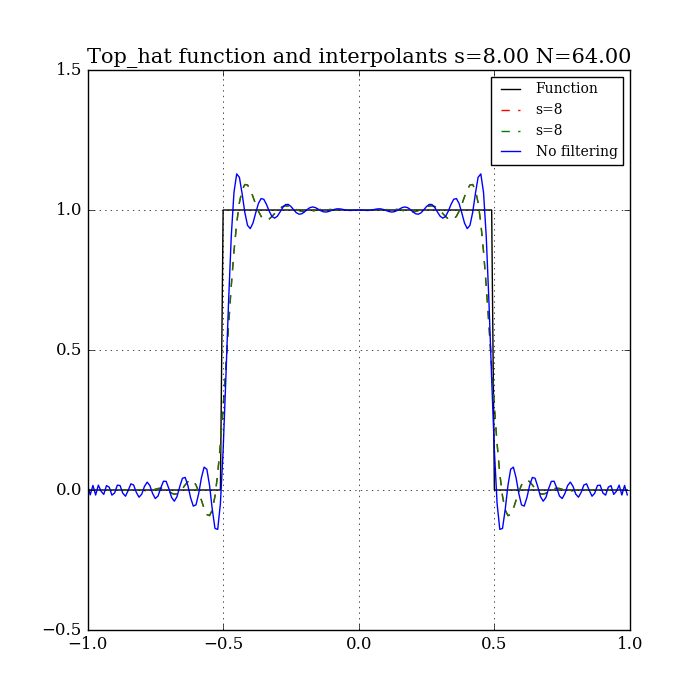 Top_hat function and interpolants s=8.00 N=64.00
1.5
1.0
0.5
0.0
−0.5
−1.0
−0.5
0.0
0.5
1.0
Function
s=8
s=8
No filtering